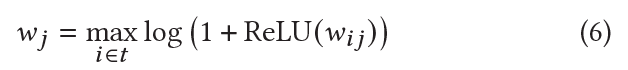 w_j = max_{i∈t} log (1 + ReLU(w_{ij})) (6)